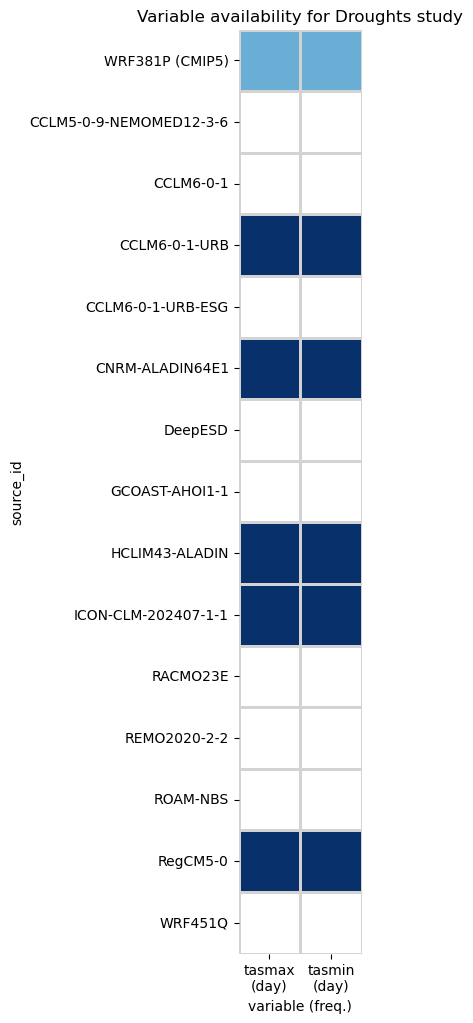 Variable availability for Droughts study
WRF381P (CMIP5)
CCLM5-0-9-NEMOMED12-3-6
CCLM6-0-1
CCLM6-0-1-URB
CCLM6-0-1-URB-ESG
CNRM-ALADIN64E1
DeepESD
GCOAST-AHOI1-1
HCLIM43-ALADIN
ICON-CLM-202407-1-1
RACMO23E
REMO2020-2-2
ROAM-NBS
RegCM5-0
WRF451Q
source_id
tasmax
(day)
tasmin
(day)
variable (freq.)